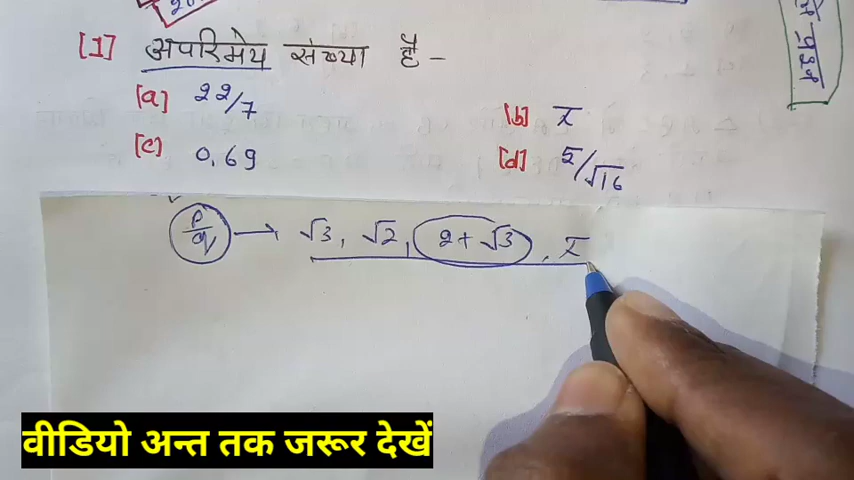 [1] अपरिमेय संख्या है -
[a] 22/7
[b] π
[c] 0.69
[d] 5/√16
p/q → √3, √2, 2+√3, π
वीडियो अन्त तक जरूर देखें